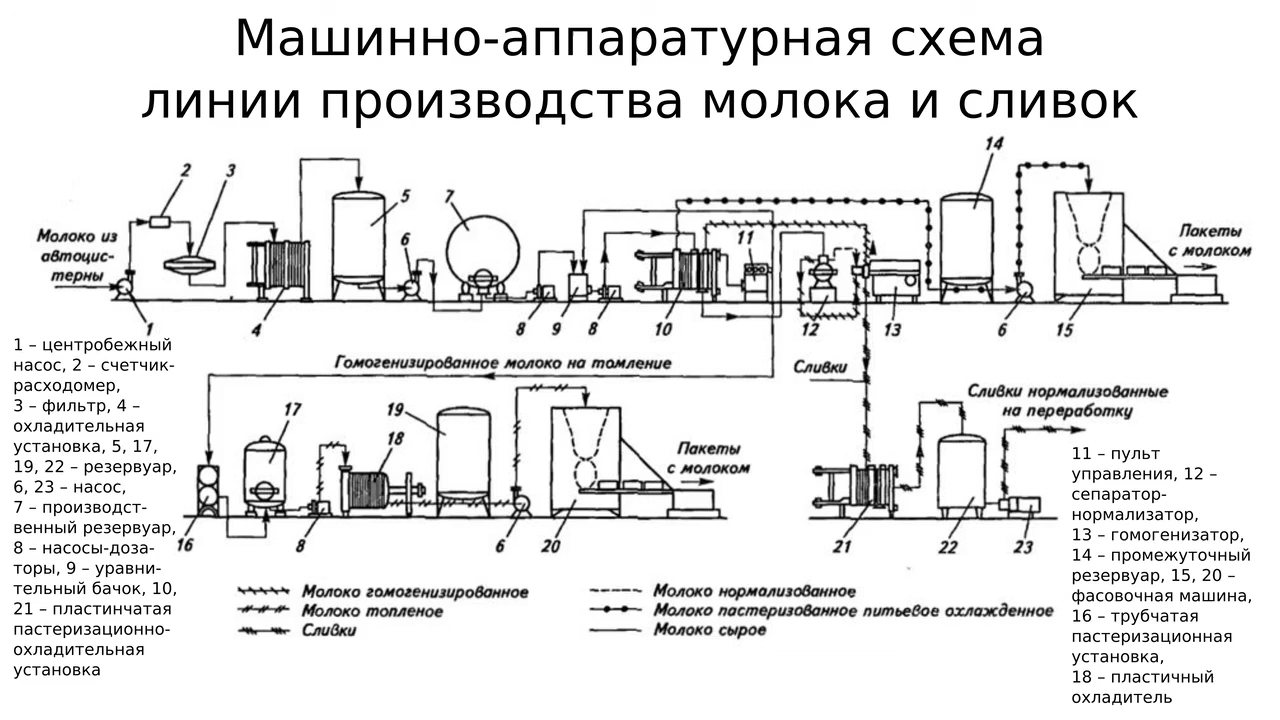 Машинно-аппаратурная схема
линии производства молока и сливок
14
2
3
5
7
6
11
Молоко из
автоцис-
терны
Пакеты
с молоком
1
4
8
9
8
10
12
13
6
15
1 – центробежный
насос, 2 – счетчик-
расходомер,
3 – фильтр, 4 –
охладительная
установка, 5, 17,
19, 22 – резервуар,
6, 23 – насос,
7 – производст-
венный резервуар,
8 – насосы-доза-
торы, 9 – уравни-
тельный бачок, 10,
21 – пластинчатая
пастеризационно-
охладительная
установка
Гомогенизированное молоко на томление
Сливки
Сливки нормализованные
на переработку
17
19
18
Пакеты
с молоком
16
8
6
20
21
22
23
11 – пульт
управления, 12 –
сепаратор-
нормализатор,
13 – гомогенизатор,
14 – промежуточный
резервуар, 15, 20 –
фасовочная машина,
16 – трубчатая
пастеризационная
установка,
18 – пластичный
охладитель
Молоко гомогенизированное
Молоко топленое
Сливки
Молоко нормализованное
Молоко пастеризованное питьевое охлажденное
Молоко сырое